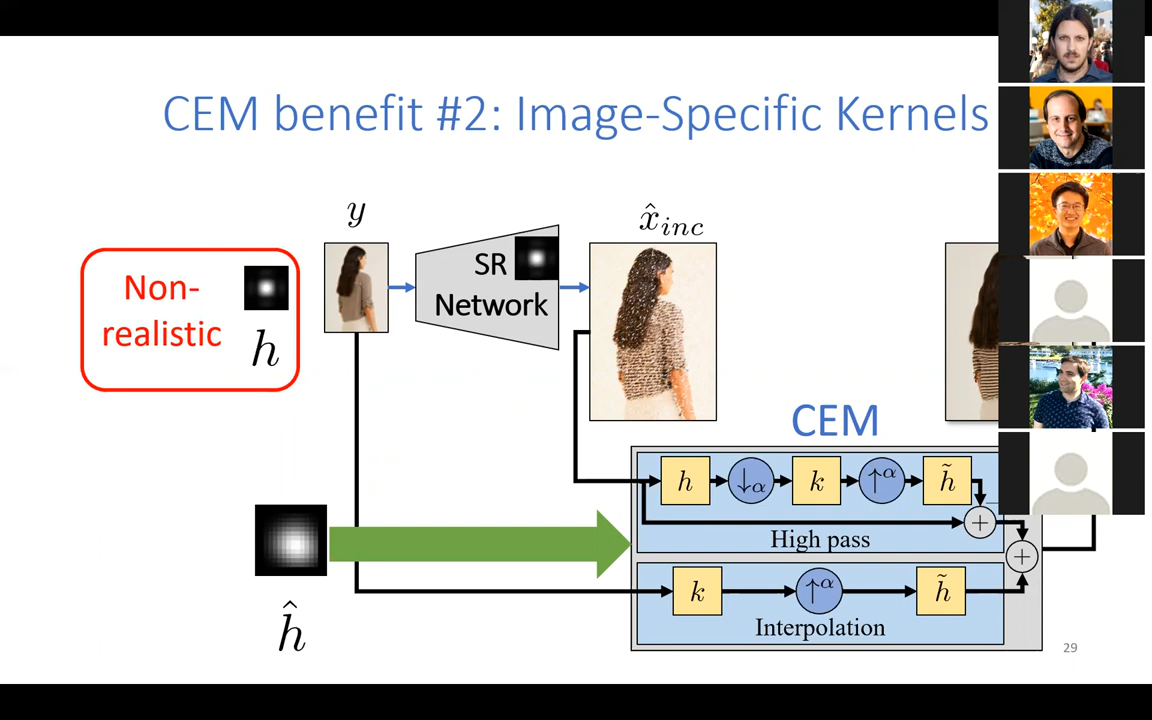 CEM benefit #2: Image-Specific Kernels
y
x̂_{inc}
Non-
realistic
h
SR
Network
CEM
h
↓α
k
↑α
h̃
+
High pass
+
k
↑α
h̃
Interpolation
ĥ
29